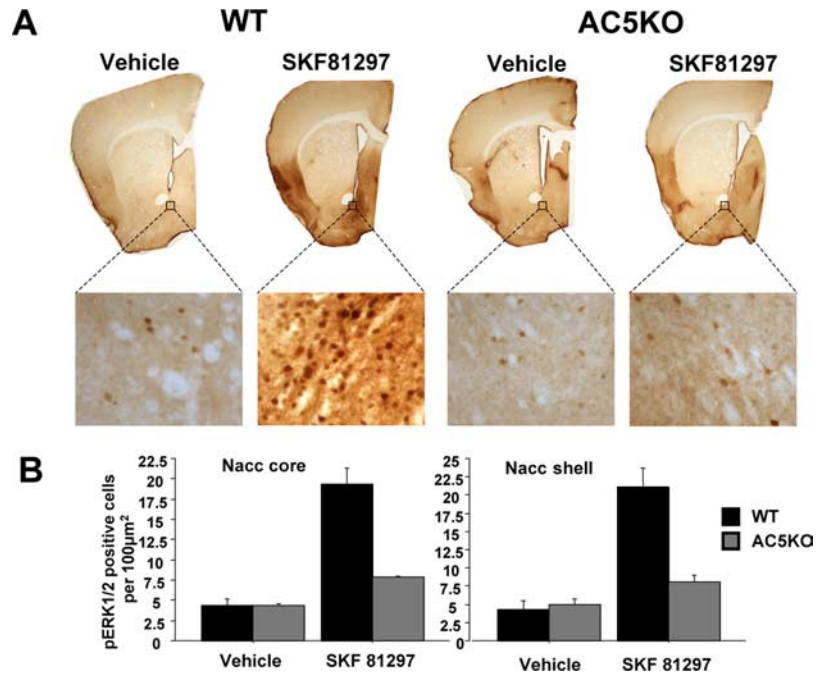 A
WT
AC5KO
Vehicle
SKF81297
Vehicle
SKF81297
B
pERK1/2 positive cells
per 100µm²
22.5
20
17.5
15
12.5
10
7.5
5
2.5
0
Nacc core
Vehicle
SKF 81297
25
22.5
20
17.5
15
12.5
10
7.5
5
2.5
0
Nacc shell
Vehicle
SKF 81297
WT
AC5KO